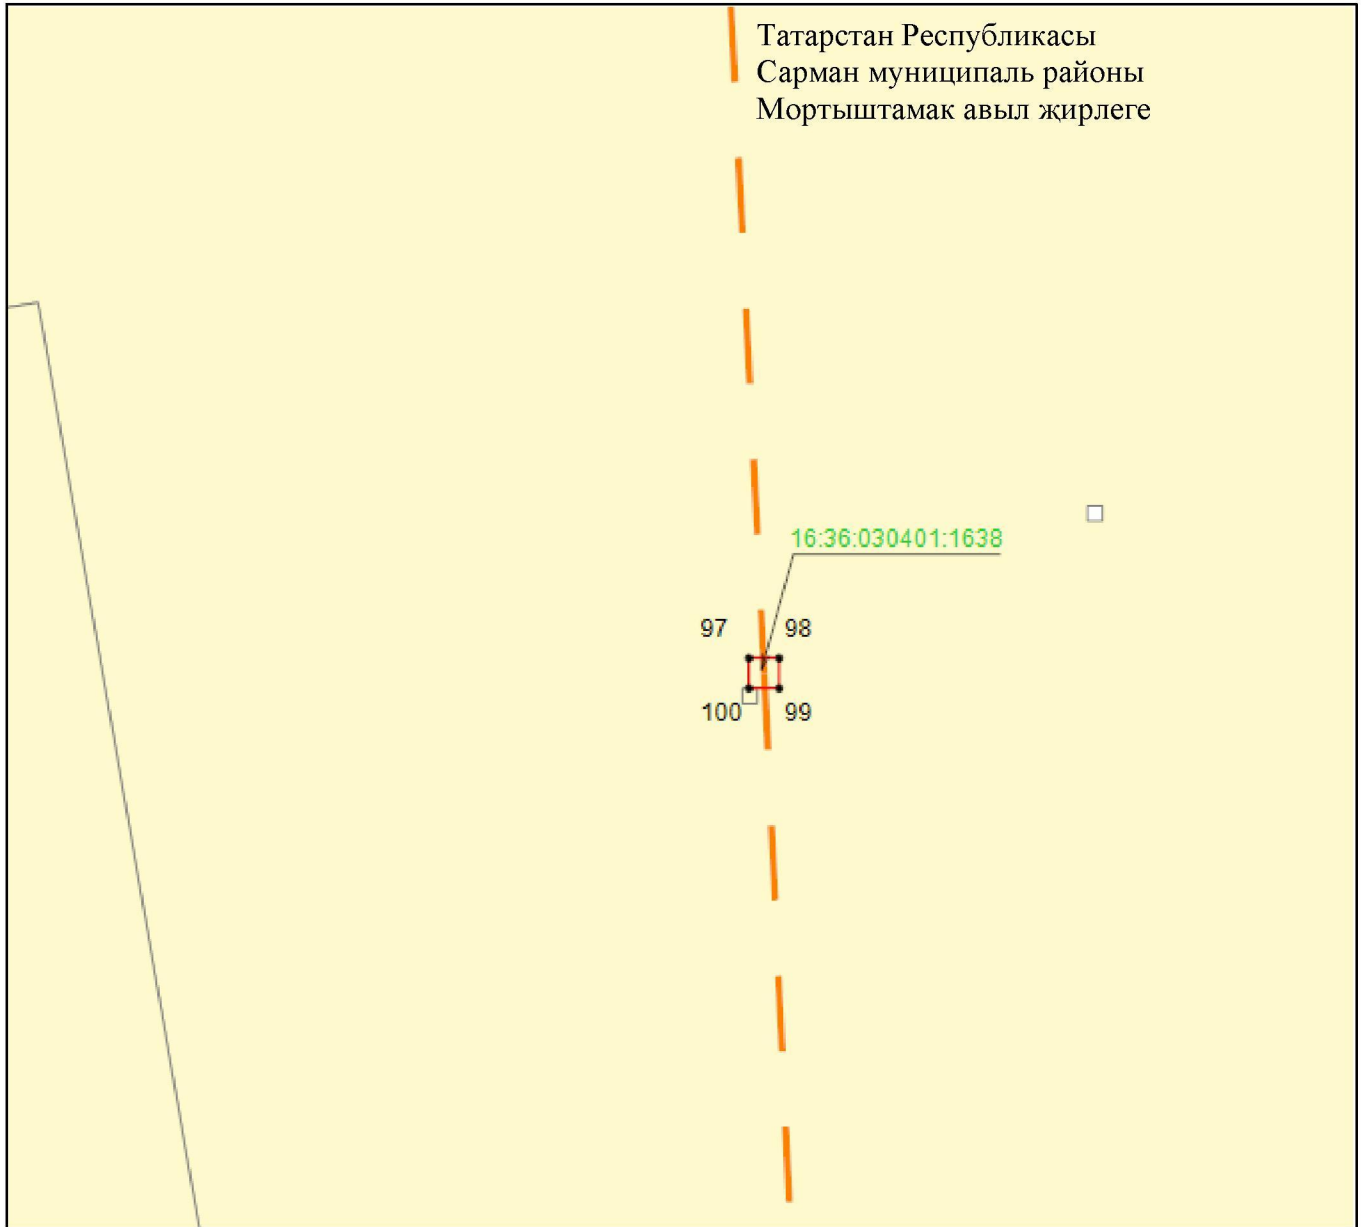 Татарстан Республикасы
Сарман муниципаль районы
Мортыштамак авыл җирлеге
16:36:030401:1638
97 98
100 99